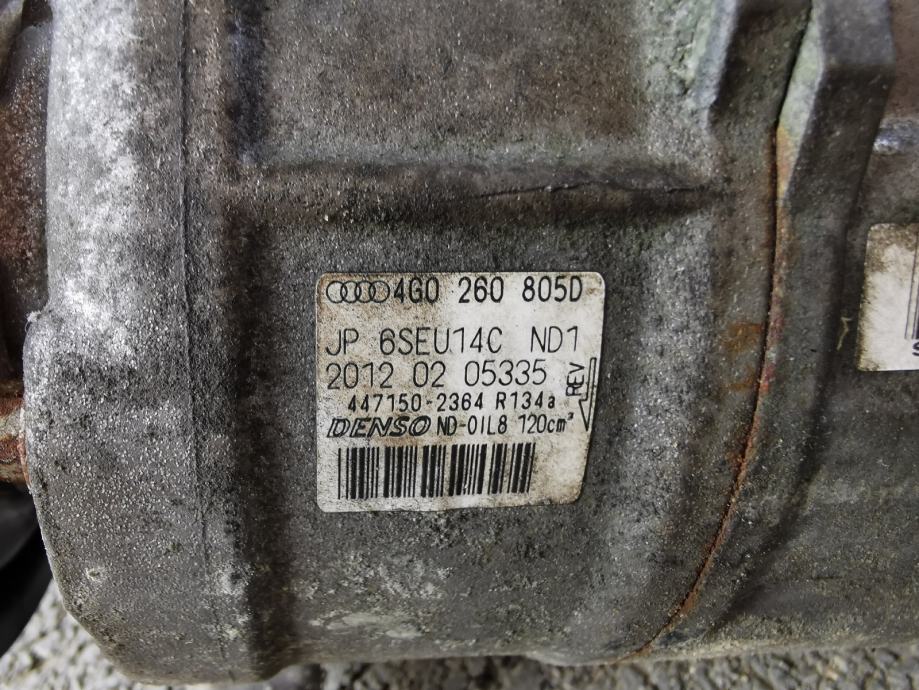 4G0 260 805D
JP 6SEU14C ND1
2012 02 05335
REV
447150-2364 R134a
DENSO ND-OIL8 120cm³
S